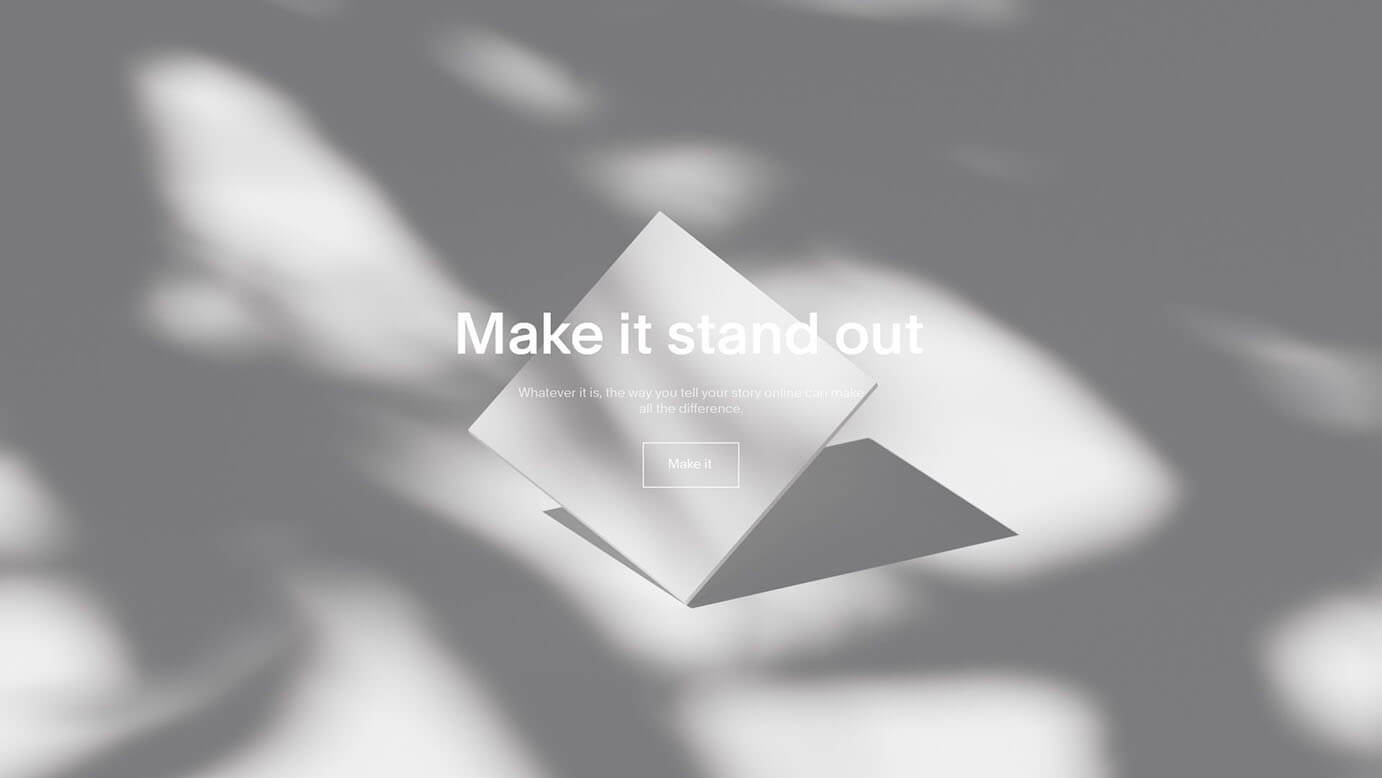 Make it stand out
Whatever it is, the way you tell your story online can make
all the difference.
Make it